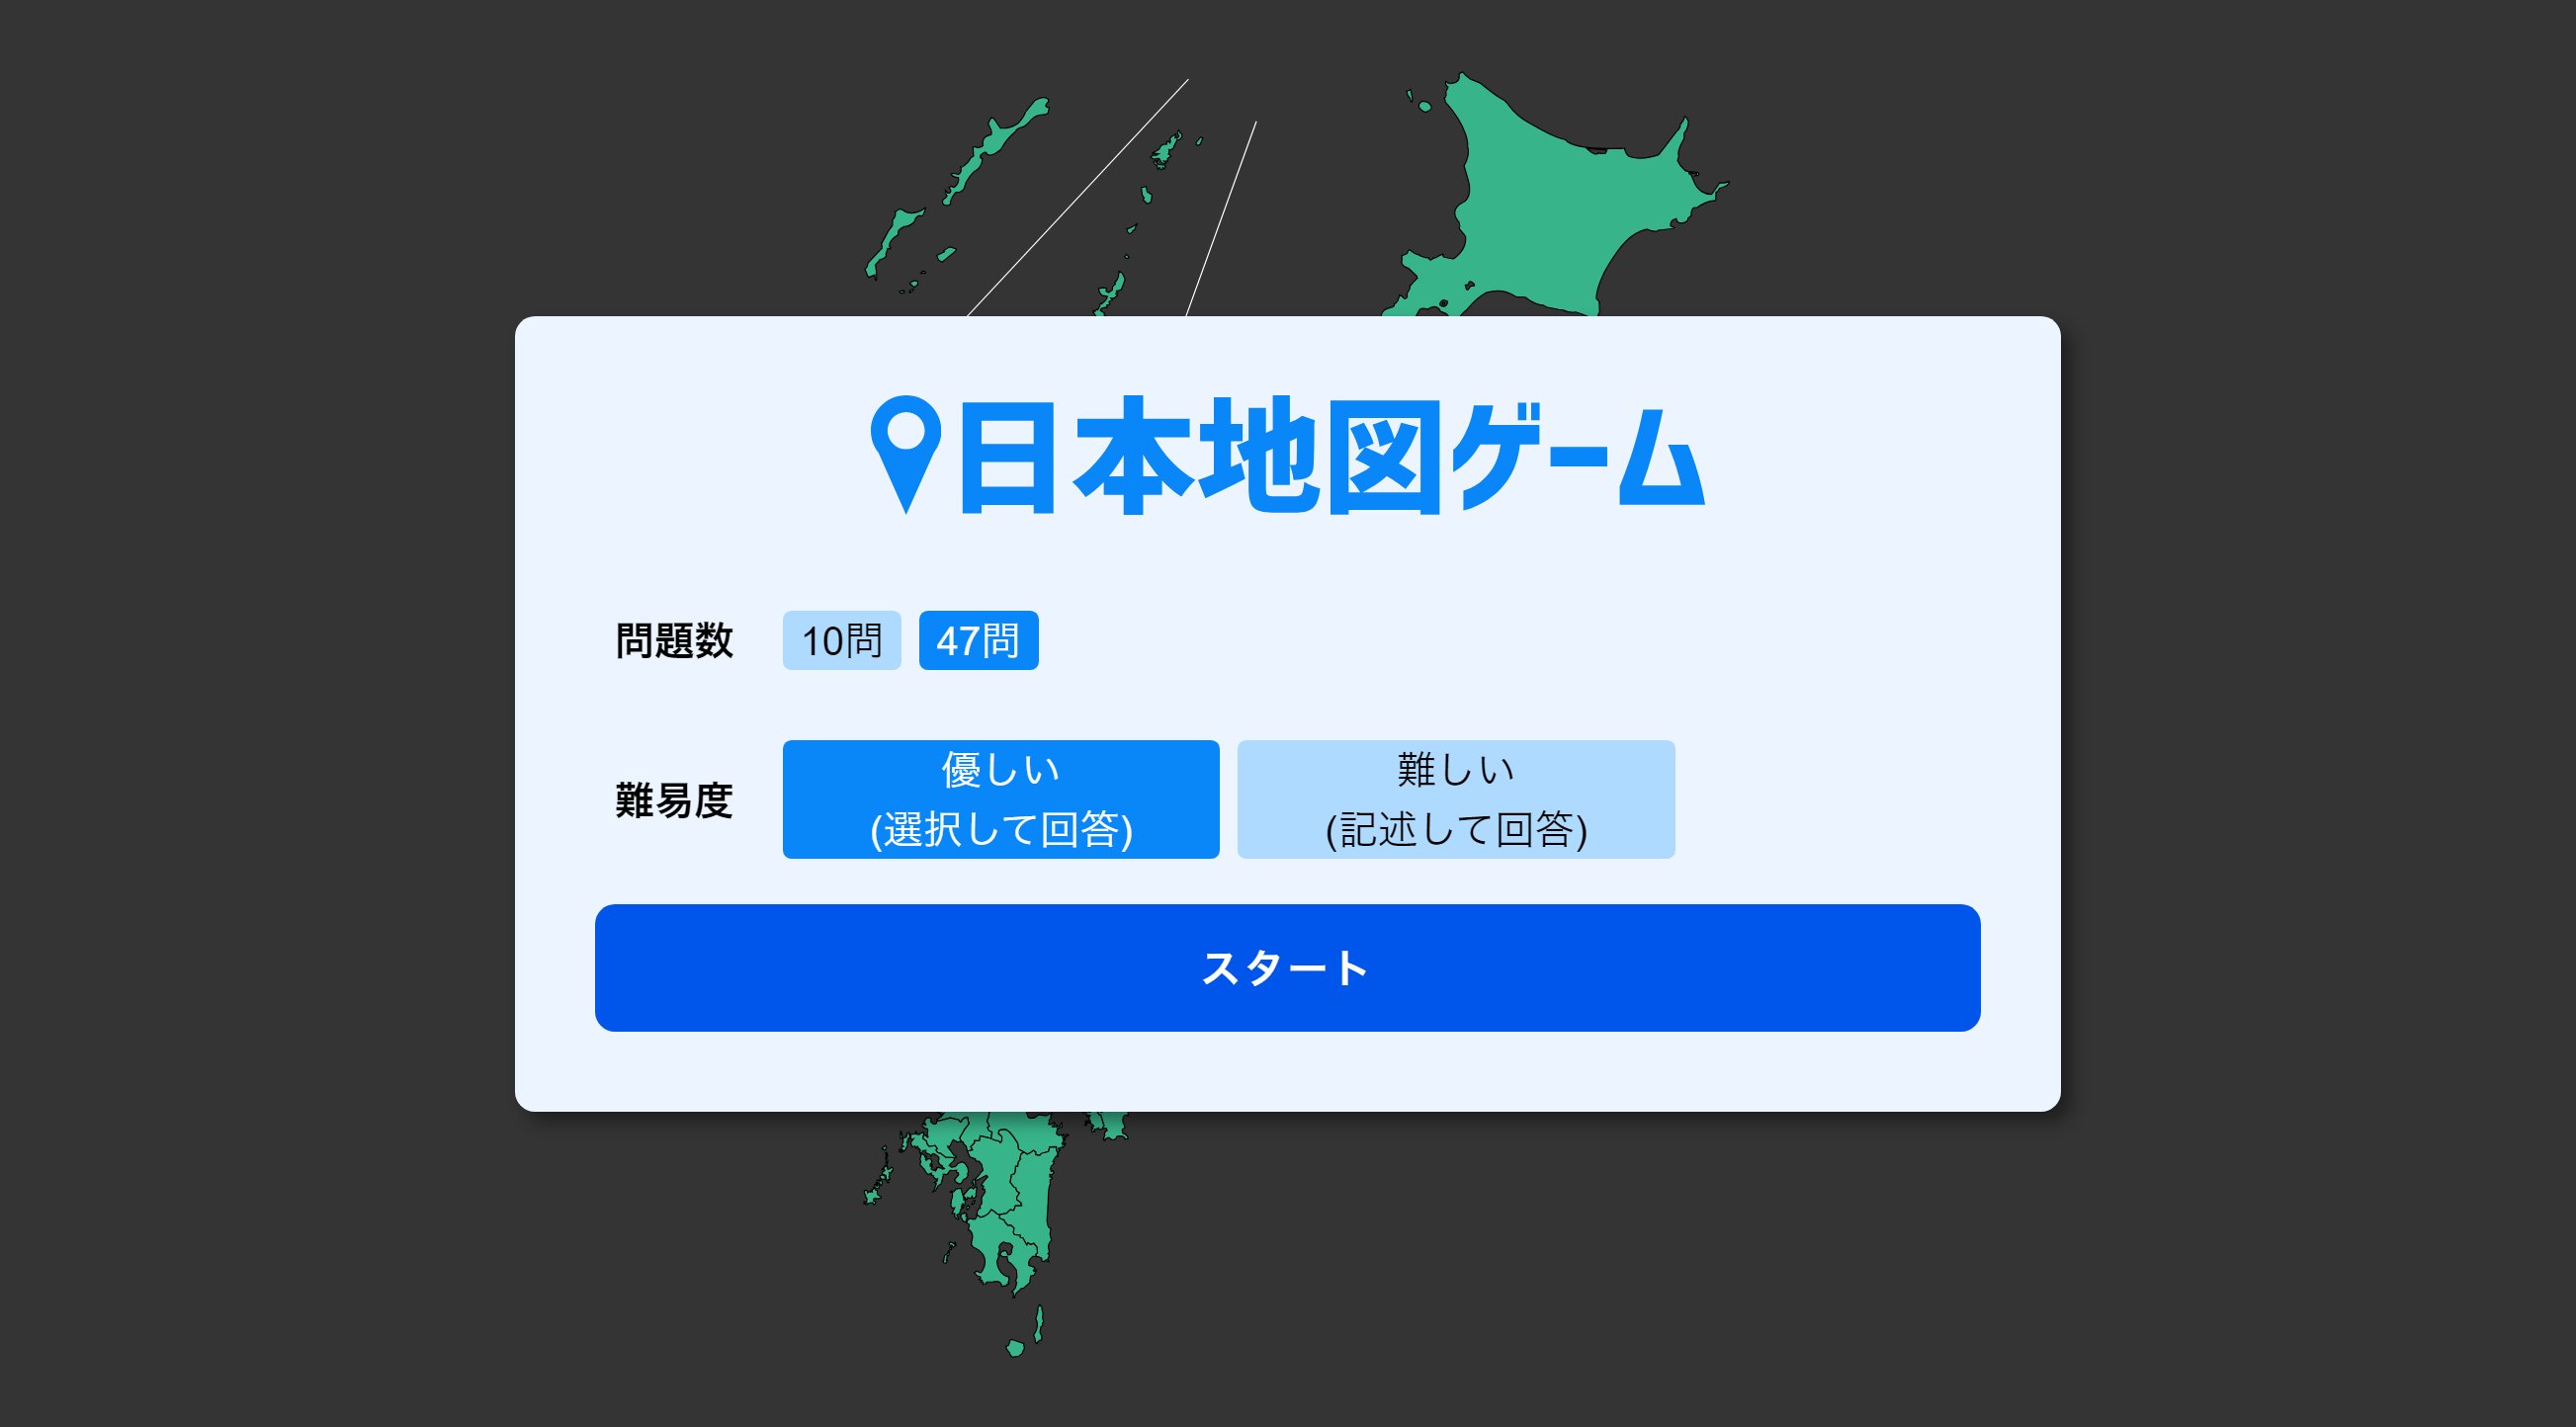 日本地図ゲーム
問題数 10問 47問
難易度
優しい
(選択して回答)
難しい
(記述して回答)
スタート